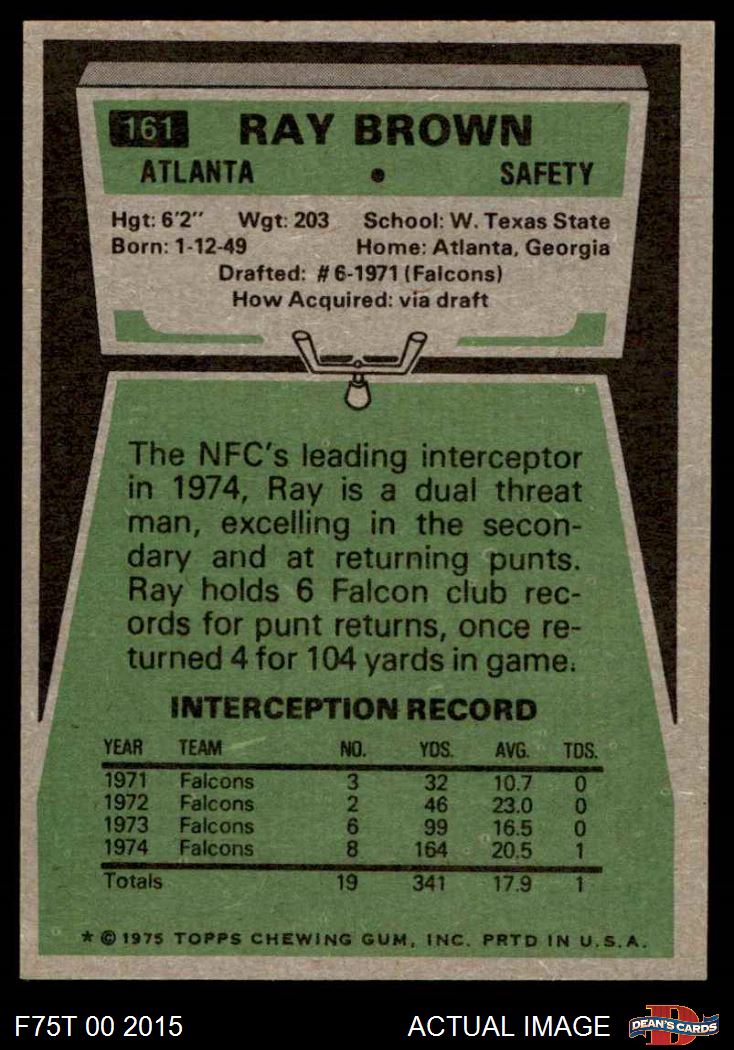 161 RAY BROWN
ATLANTA • SAFETY
Hgt: 6'2" Wgt: 203 School: W. Texas State
Born: 1-12-49 Home: Atlanta, Georgia
Drafted: #6-1971 (Falcons)
How Acquired: via draft
The NFC's leading interceptor
in 1974, Ray is a dual threat
man, excelling in the secon-
dary and at returning punts.
Ray holds 6 Falcon club rec-
ords for punt returns, once re-
turned 4 for 104 yards in game.
INTERCEPTION RECORD
YEAR TEAM NO. YDS. AVG. TDS.
1971 Falcons 3 32 10.7 0
1972 Falcons 2 46 23.0 0
1973 Falcons 6 99 16.5 0
1974 Falcons 8 164 20.5 1
Totals 19 341 17.9 1
* © 1975 TOPPS CHEWING GUM, INC. PRTD IN U.S.A.
F75T 00 2015 ACTUAL IMAGE D DEAN'S CARDS